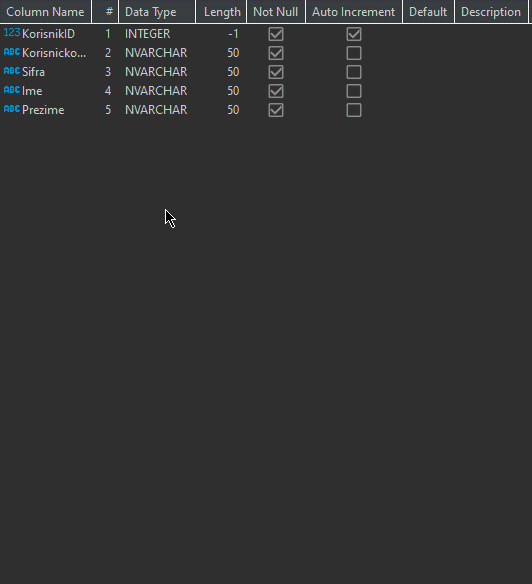 Column Name # Data Type Length Not Null Auto Increment Default Description
123 KorisnikID 1 INTEGER -1
ABC Korisnicko... 2 NVARCHAR 50
ABC Sifra 3 NVARCHAR 50
ABC Ime 4 NVARCHAR 50
ABC Prezime 5 NVARCHAR 50